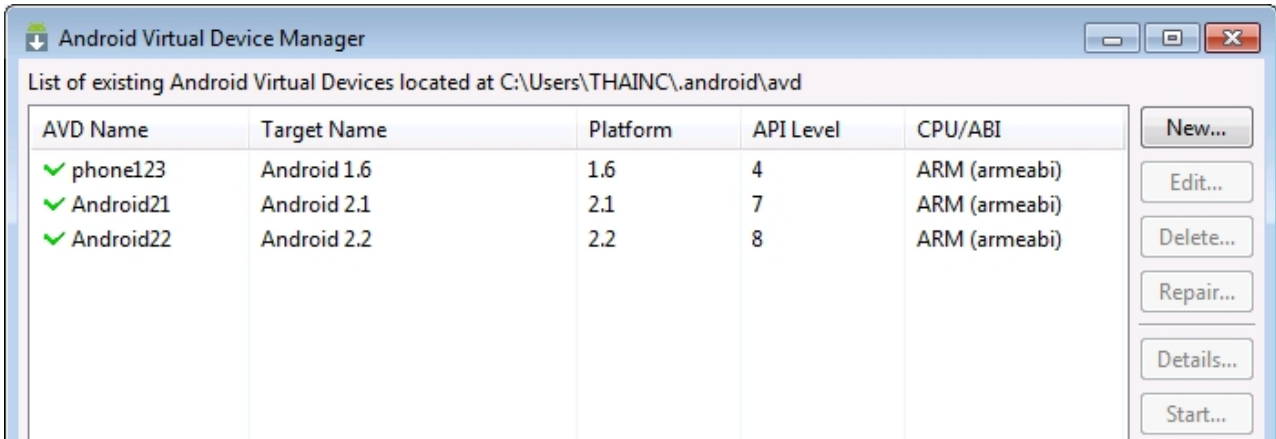 Android Virtual Device Manager
List of existing Android Virtual Devices located at C:\Users\THAINC\.android\avd
AVD Name Target Name Platform API Level CPU/ABI New...
phone123 Android 1.6 1.6 4 ARM (armeabi)
Edit...
Android21 Android 2.1 2.1 7 ARM (armeabi)
Android22 Android 2.2 2.2 8 ARM (armeabi) Delete...
Repair...
Details...
Start...